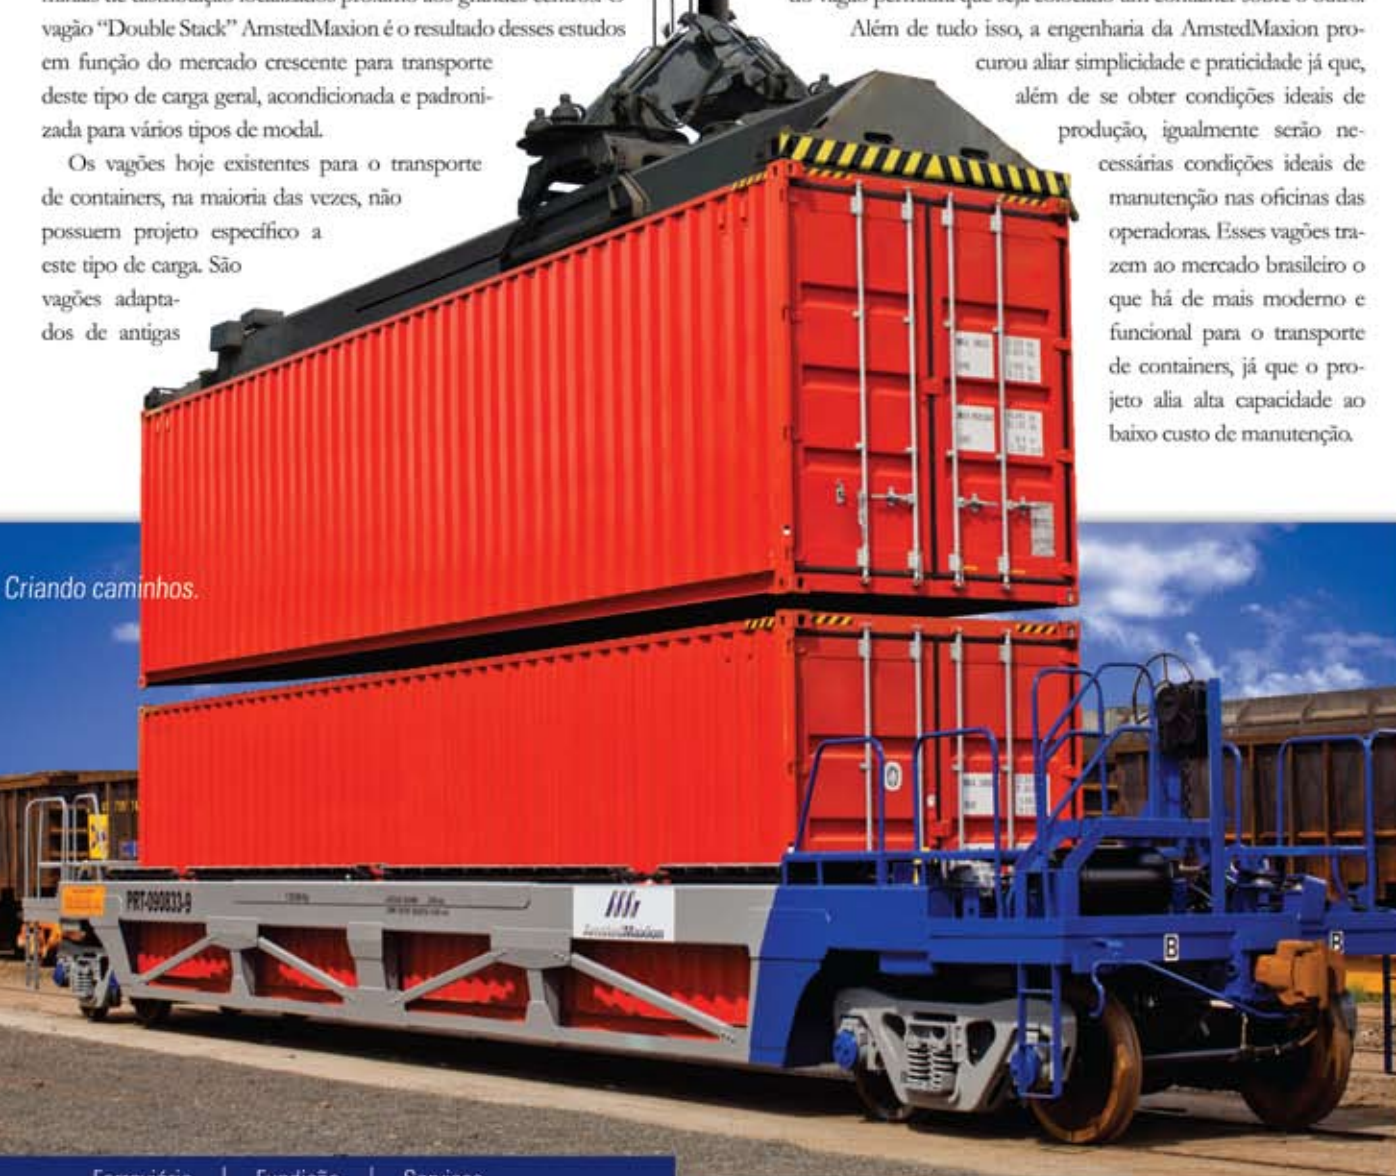 vagão “Double Stack” AmstedMaxion é o resultado desses estudos
em função do mercado crescente para transporte
deste tipo de carga geral, acondicionada e padroni-
zada para vários tipos de modal.
Os vagões hoje existentes para o transporte
de containers, na maioria das vezes, não
possuem projeto específico a
este tipo de carga. São
vagões adapta-
dos de antigas
Além de tudo isso, a engenharia da AmstedMaxion pro-
curou aliar simplicidade e praticidade já que,
além de se obter condições ideais de
produção, igualmente serão ne-
cessárias condições ideais de
manutenção nas oficinas das
operadoras. Esses vagões tra-
zem ao mercado brasileiro o
que há de mais moderno e
funcional para o transporte
de containers, já que o pro-
jeto alia alta capacidade ao
baixo custo de manutenção.
Criando caminhos.
PRT-090833-9
AmstedMaxion
B
B